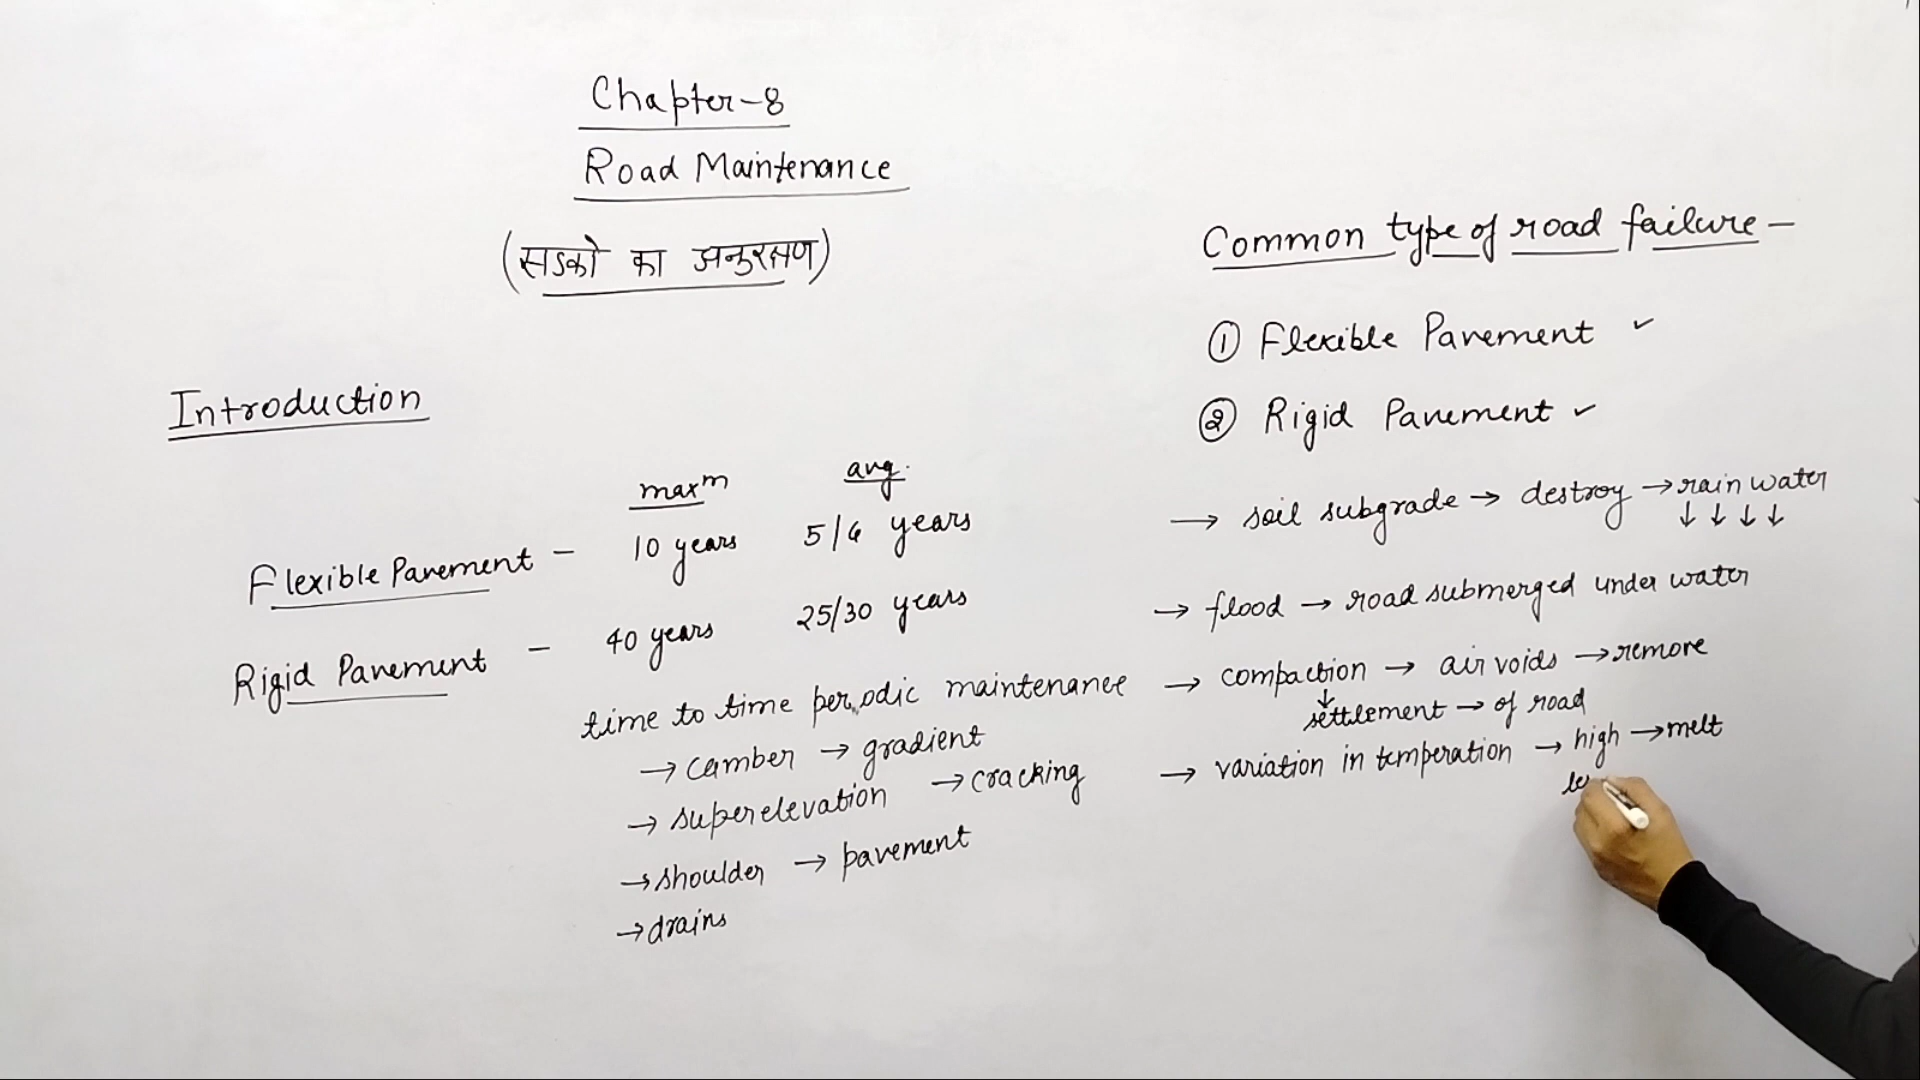 Chapter-8
Road Maintenance
(सडको का अनुरक्षण)
Introduction
maxm avg.
Flexible Pavement - 10 years 5/6 years
Rigid Pavement - 40 years 25/30 years
time to time periodic maintenance
→ camber → gradient
→ superelevation → cracking
→ shoulder → pavement
→ drains
Common type of road failure -
① Flexible Pavement ✓
② Rigid Pavement ✓
→ soil subgrade → destroy → rain water
↓ ↓ ↓ ↓
→ flood → road submerged under water
→ compaction → air voids → remove
↓
settlement → of road
→ variation in temperation → high → melt